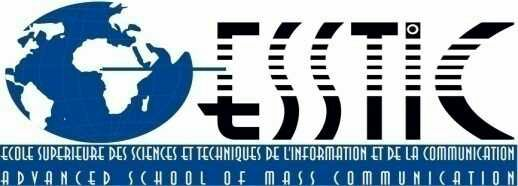 ESSTIC
ECOLE SUPERIEURE DES SCIENCES ET TECHNIQUES DE L'INFORMATION ET DE LA COMMUNICATION
ADVANCED SCHOOL OF MASS COMMUNICATION